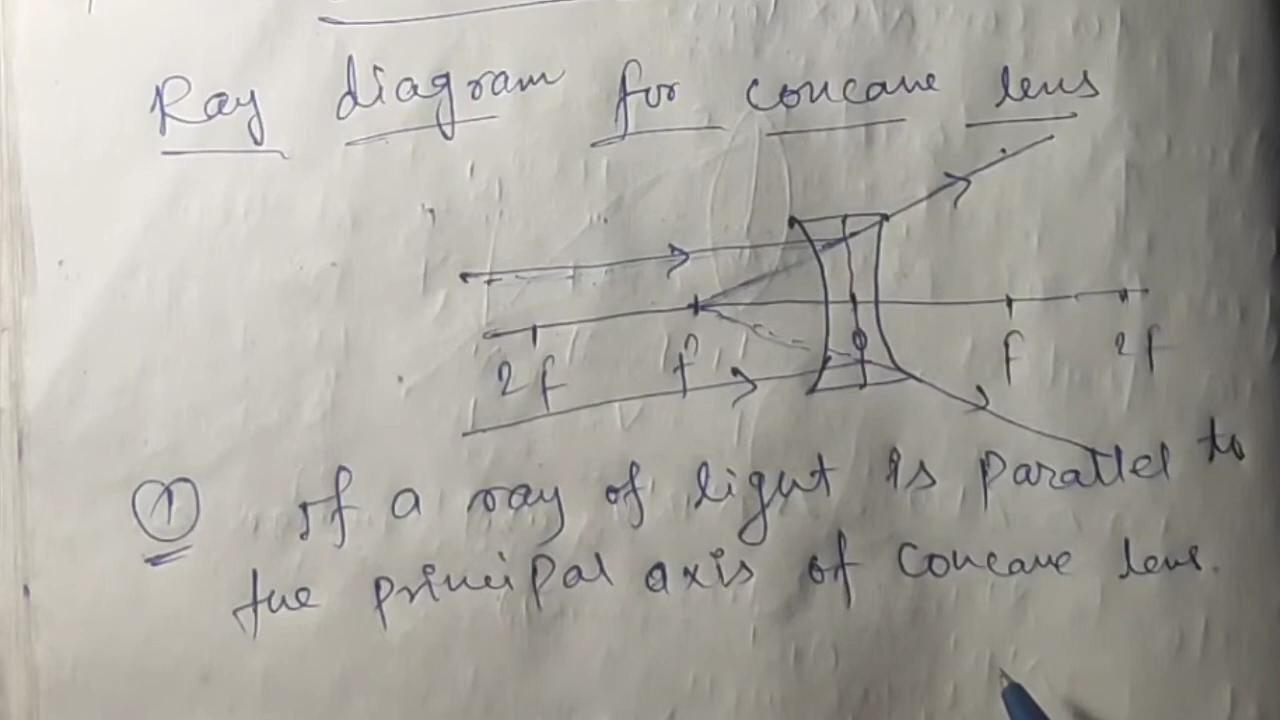 Ray diagram for concave lens
2f f o f 2f
① If a ray of light is parallel to
the principal axis of concave lens.